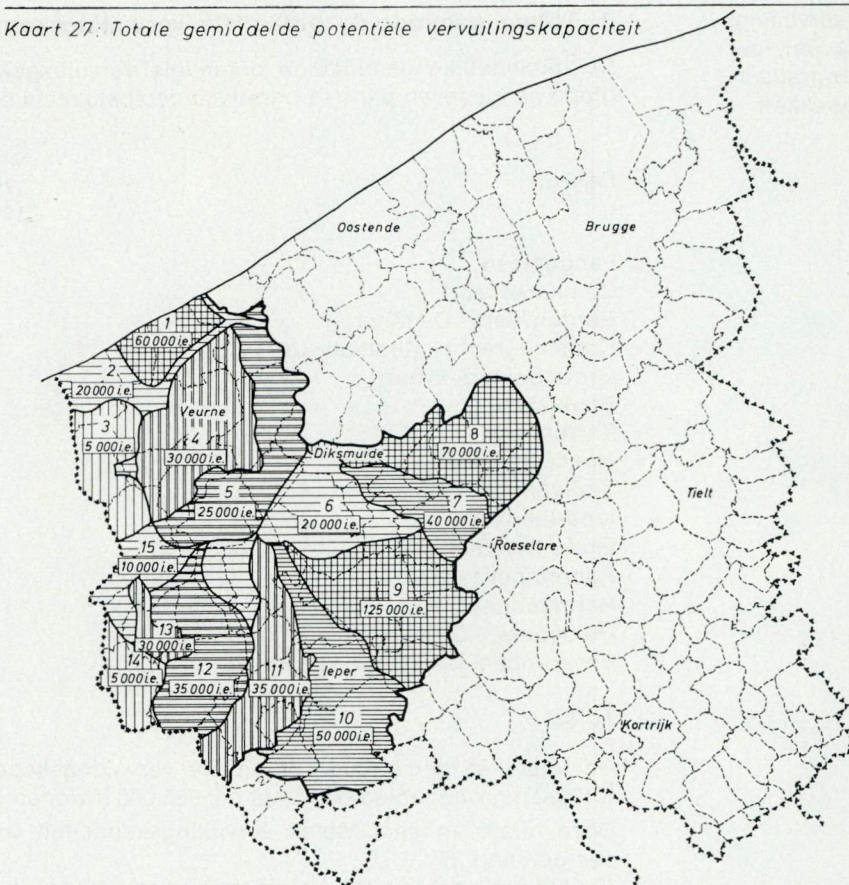 Kaart 27: Totale gemiddelde potentiële vervuilingskapaciteit
Oostende
Brugge
1
60 000 i.e.
2
20 000 i.e.
3
5 000 i.e.
Veurne
4
30 000 i.e.
Diksmuide
8
70 000 i.e.
5
25 000 i.e.
6
20 000 i.e.
7
40 000 i.e.
Tielt
Roeselare
15
10 000 i.e.
9
125 000 i.e.
13
30 000 i.e.
14
5 000 i.e.
12
35 000 i.e.
11
35 000 i.e.
Ieper
10
50 000 i.e.
Kortrijk